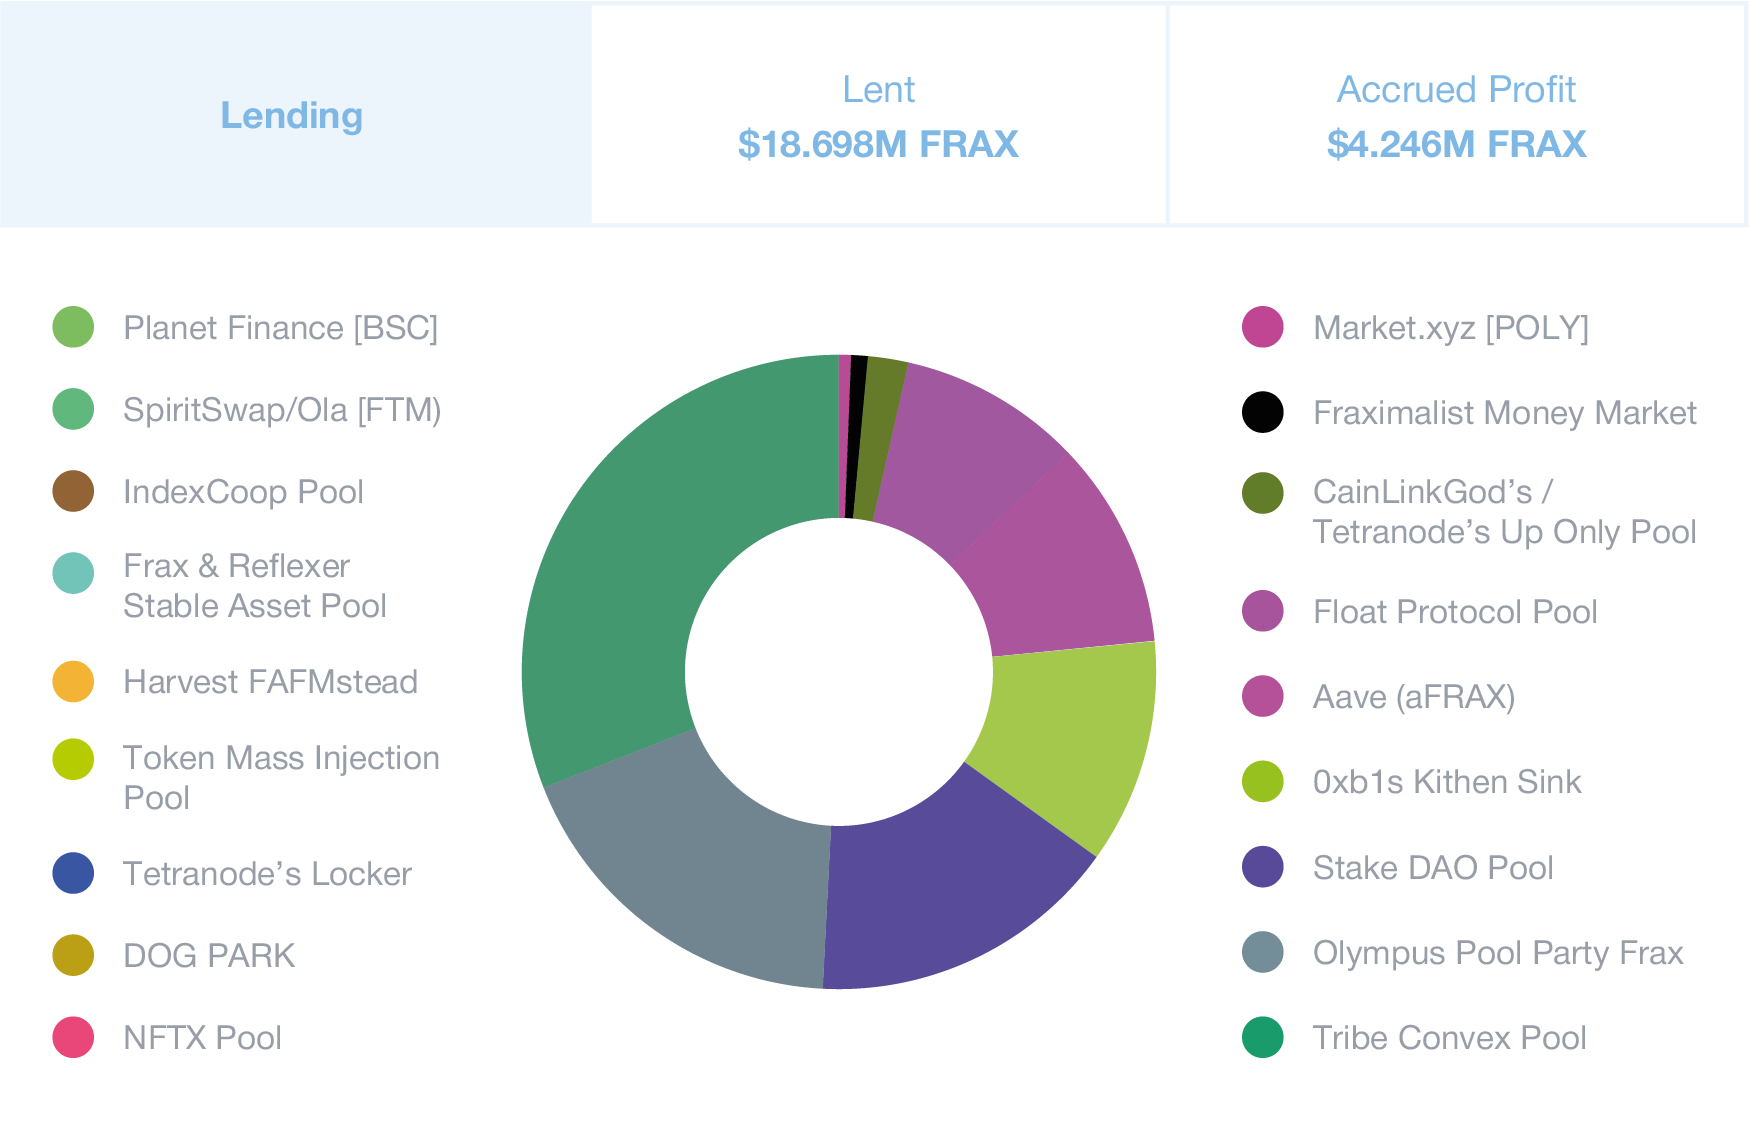 Lending
Lent
$18.698M FRAX
Accrued Profit
$4.246M FRAX
Planet Finance [BSC]
SpiritSwap/Ola [FTM)
IndexCoop Pool
Frax & Reflexer
Stable Asset Pool
Harvest FAFMstead
Token Mass Injection
Pool
Tetranode’s Locker
DOG PARK
NFTX Pool
Market.xyz [POLY]
Fraximalist Money Market
CainLinkGod’s /
Tetranode’s Up Only Pool
Float Protocol Pool
Aave (aFRAX)
0xb1s Kithen Sink
Stake DAO Pool
Olympus Pool Party Frax
Tribe Convex Pool